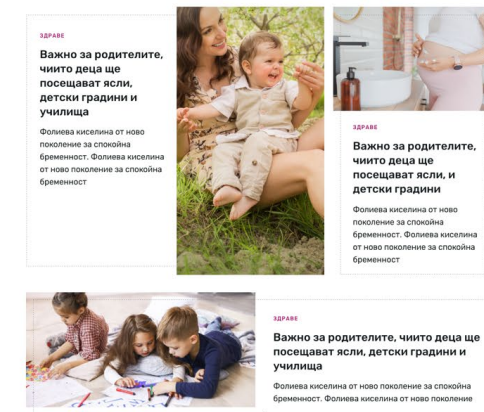 ЗДРАВЕ
Важно за родителите,
чиито деца ще
посещават ясли,
детски градини и
училища
Фолиева киселина от ново
поколение за спокойна
бременност. Фолиева киселина
от ново поколение за спокойна
бременност
ЗДРАВЕ
Важно за родителите,
чиито деца ще
посещават ясли, и
детски градини
Фолиева киселина от ново
поколение за спокойна
бременност. Фолиева киселина
от ново поколение за спокойна
бременност
ЗДРАВЕ
Важно за родителите, чиито деца ще
посещават ясли, детски градини и
училища
Фолиева киселина от ново поколение за спокойна
бременност. Фолиева киселина от ново поколение